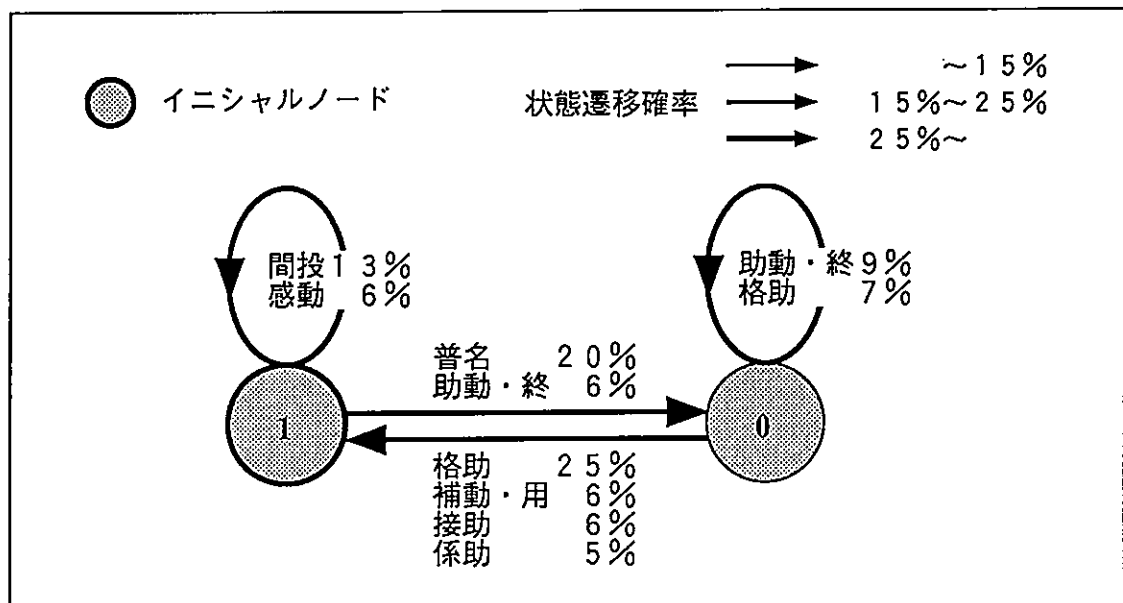 イニシャルノード
状態遷移確率
～１５％
１５％～２５％
２５％～
間投１３％
感動　６％
助動・終９％
格助　　７％
普名　　２０％
助動・終　６％
1
0
格助　　２５％
補動・用　６％
接助　　　６％
係助　　　５％